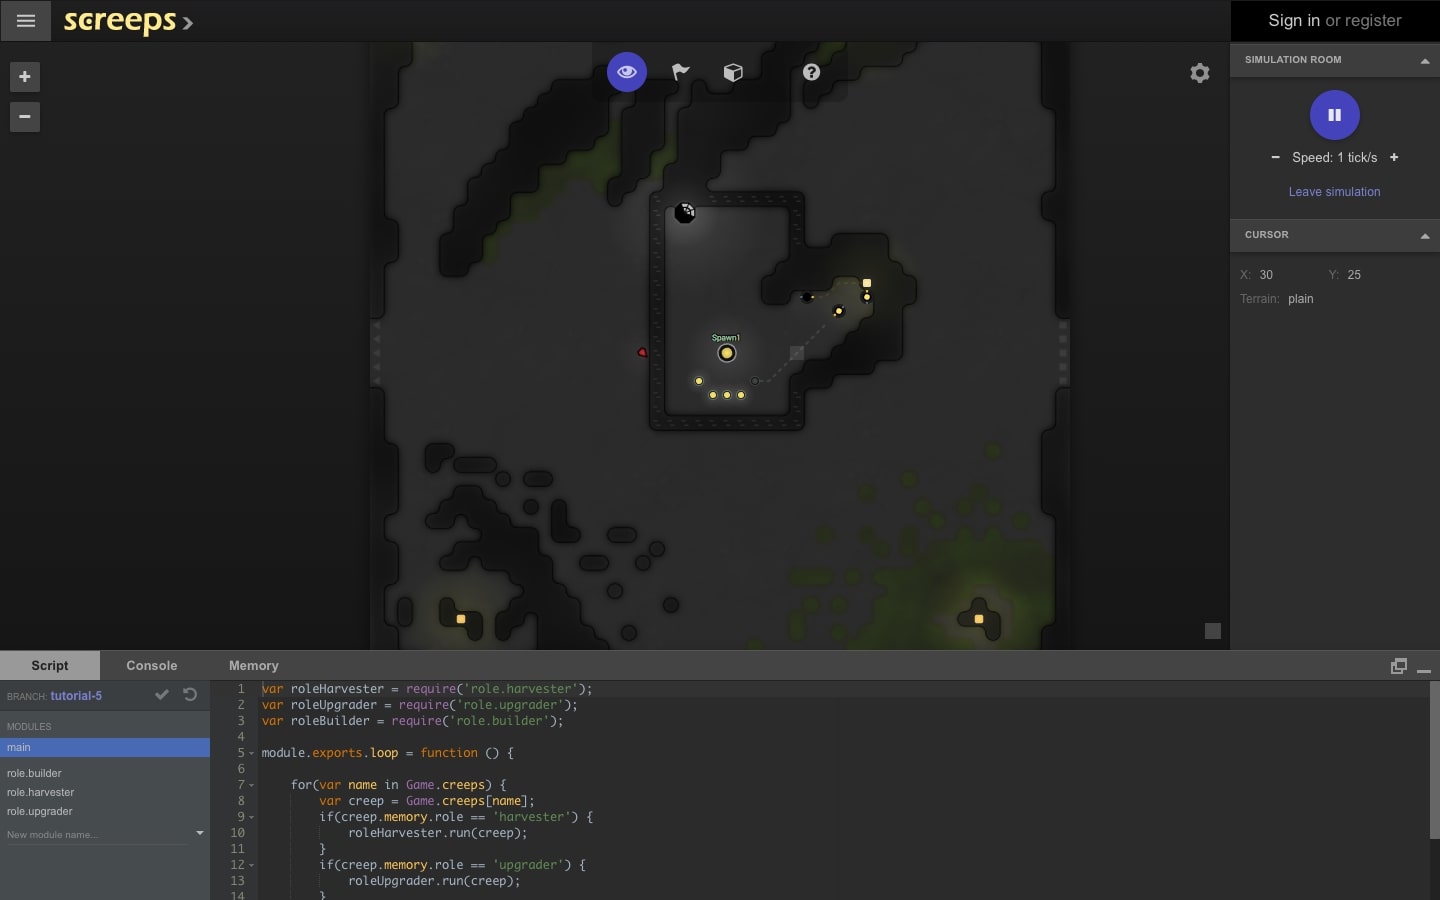 screeps
Sign in or register
SIMULATION ROOM
Speed: 1 tick/s
Leave simulation
CURSOR
X: 30 Y: 25
Terrain: plain
Spawn1
Script Console Memory
BRANCH: tutorial-5
MODULES
main
role.builder
role.harvester
role.upgrader
New module name...
1 var roleHarvester = require('role.harvester');
2 var roleUpgrader = require('role.upgrader');
3 var roleBuilder = require('role.builder');
4
5 module.exports.loop = function () {
6
7 for(var name in Game.creeps) {
8 var creep = Game.creeps[name];
9 if(creep.memory.role == 'harvester') {
10 roleHarvester.run(creep);
11 }
12 if(creep.memory.role == 'upgrader') {
13 roleUpgrader.run(creep);
14 }